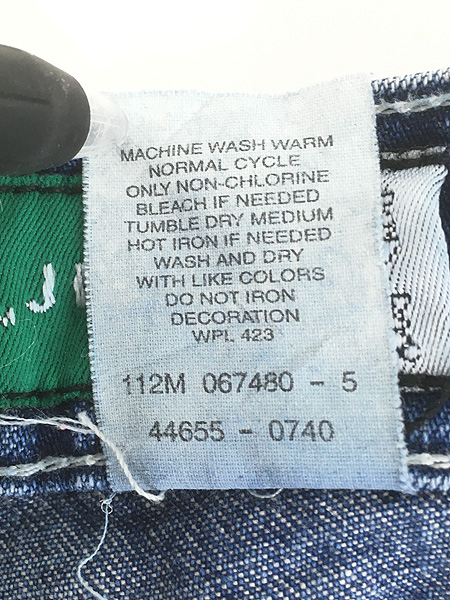 MACHINE WASH WARM
NORMAL CYCLE
ONLY NON-CHLORINE
BLEACH IF NEEDED
TUMBLE DRY MEDIUM
HOT IRON IF NEEDED
WASH AND DRY
WITH LIKE COLORS
DO NOT IRON
DECORATION
WPL 423
112M 067480 - 5
44655 - 0740